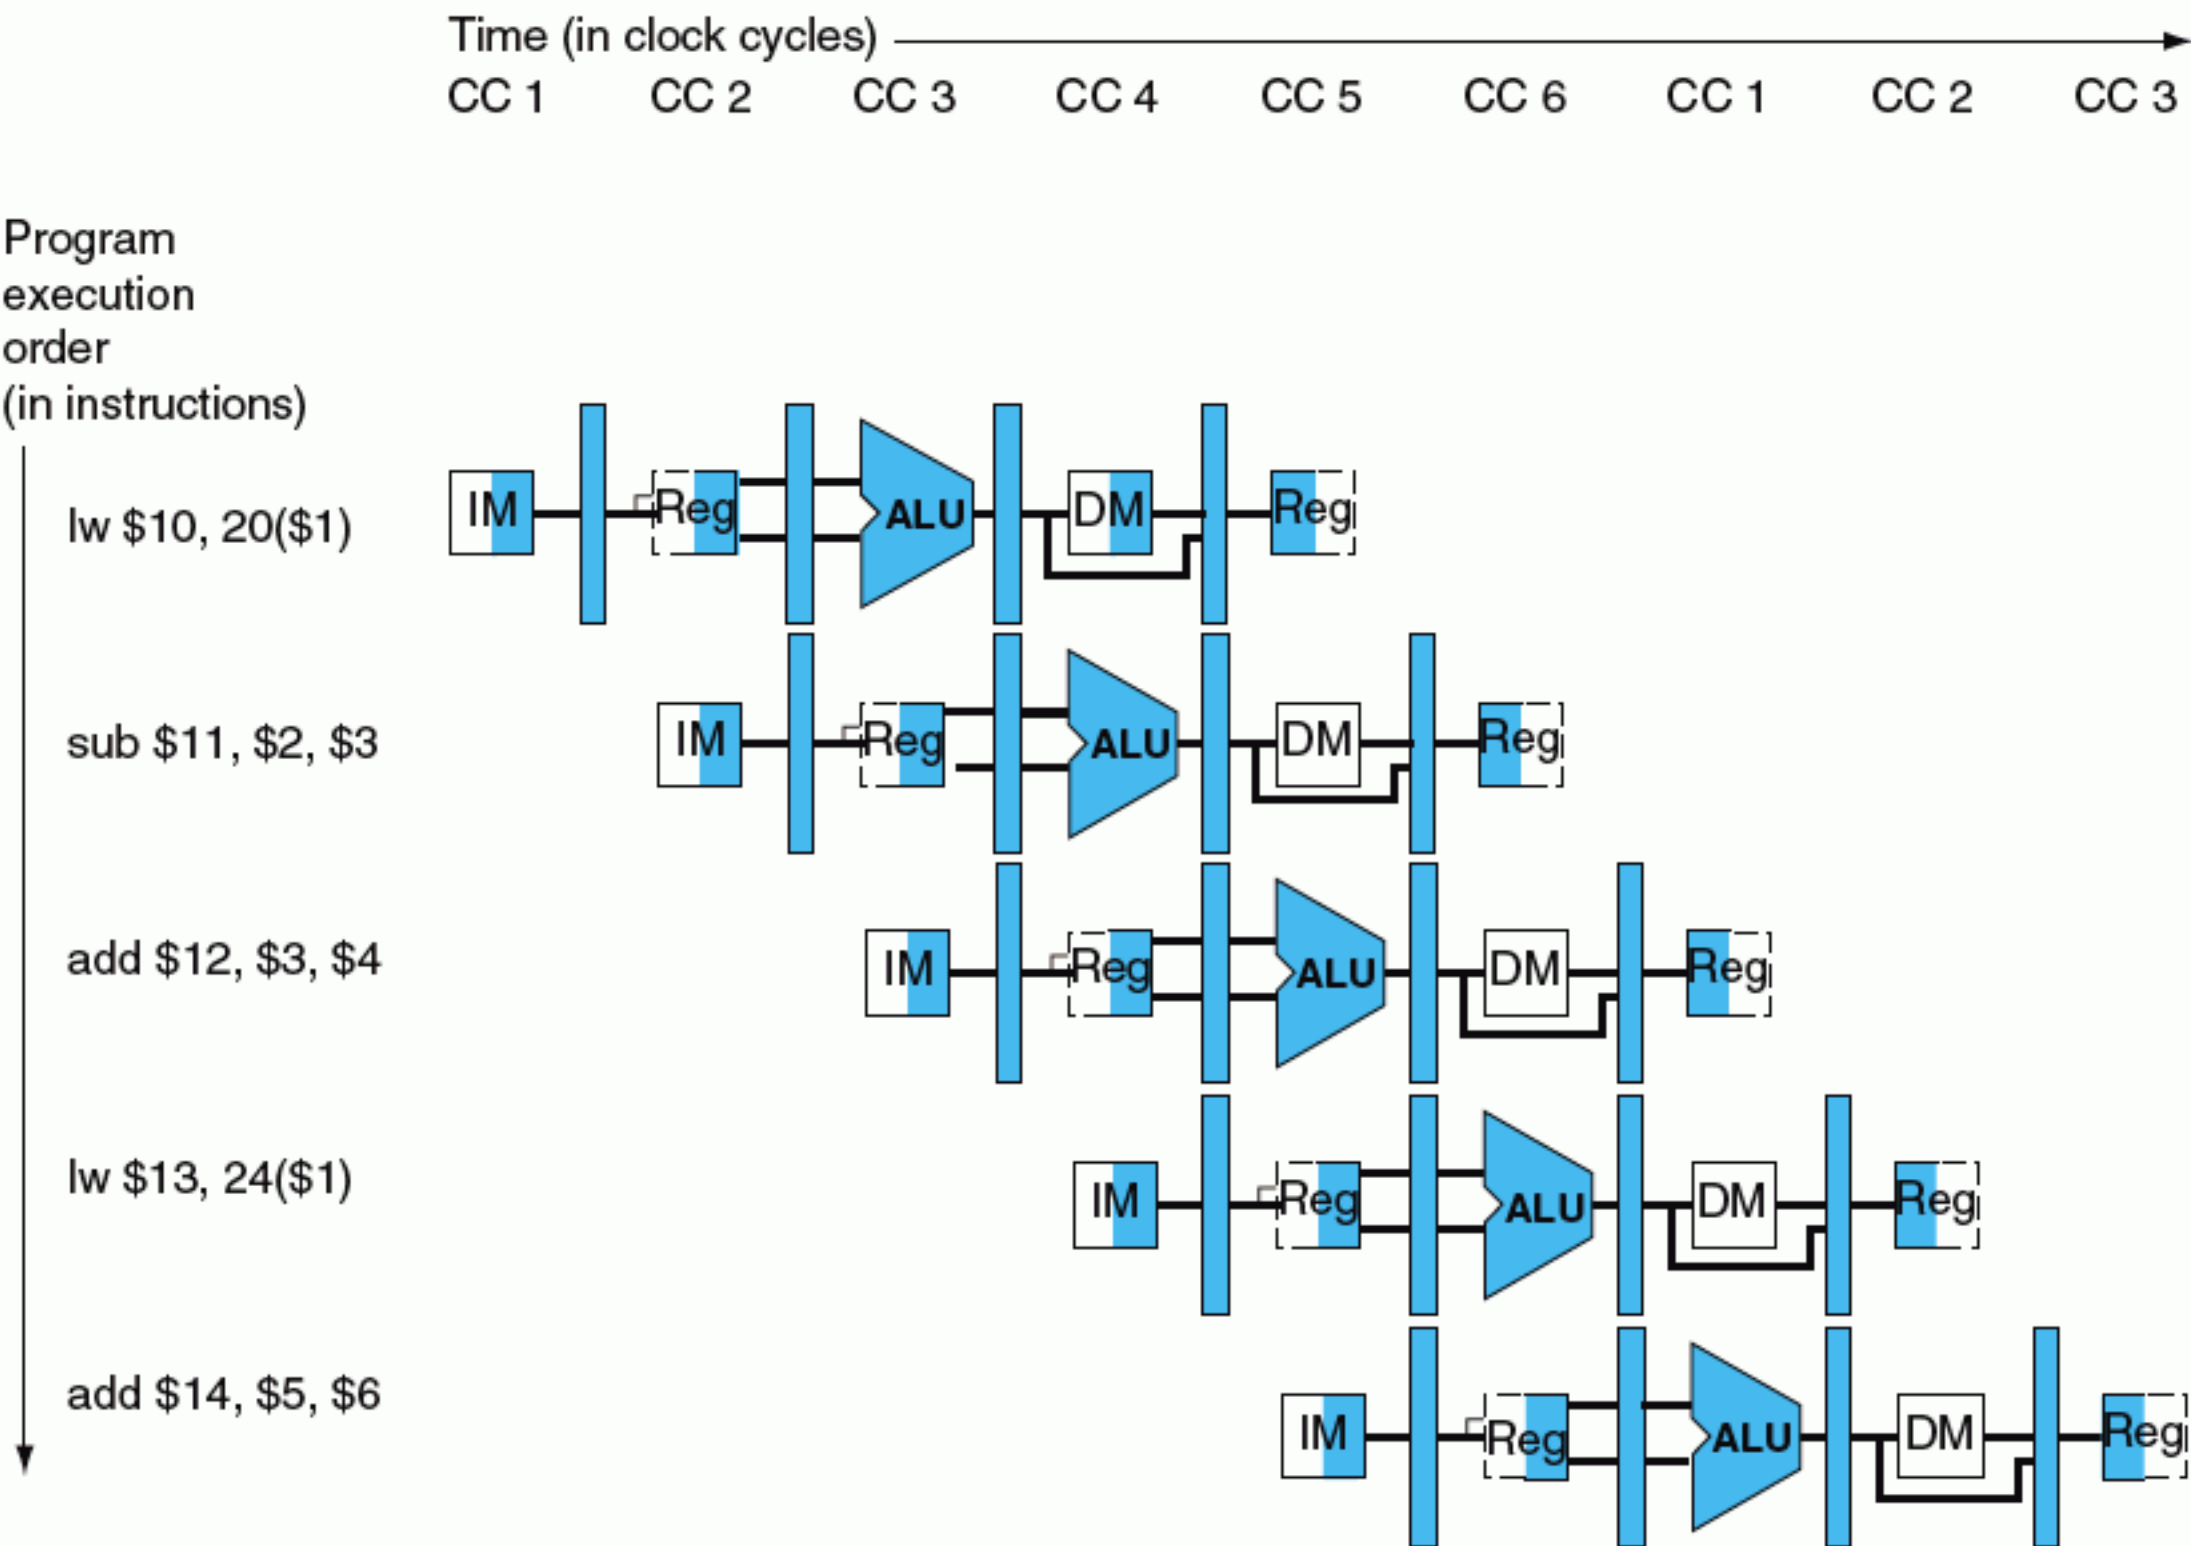 Time (in clock cycles)
CC 1 CC 2 CC 3 CC 4 CC 5 CC 6 CC 1 CC 2 CC 3
Program
execution
order
(in instructions)
lw $10, 20($1)
IM Reg ALU DM Reg
sub $11, $2, $3
IM Reg ALU DM Reg
add $12, $3, $4
IM Reg ALU DM Reg
lw $13, 24($1)
IM Reg ALU DM Reg
add $14, $5, $6
IM Reg ALU DM Reg